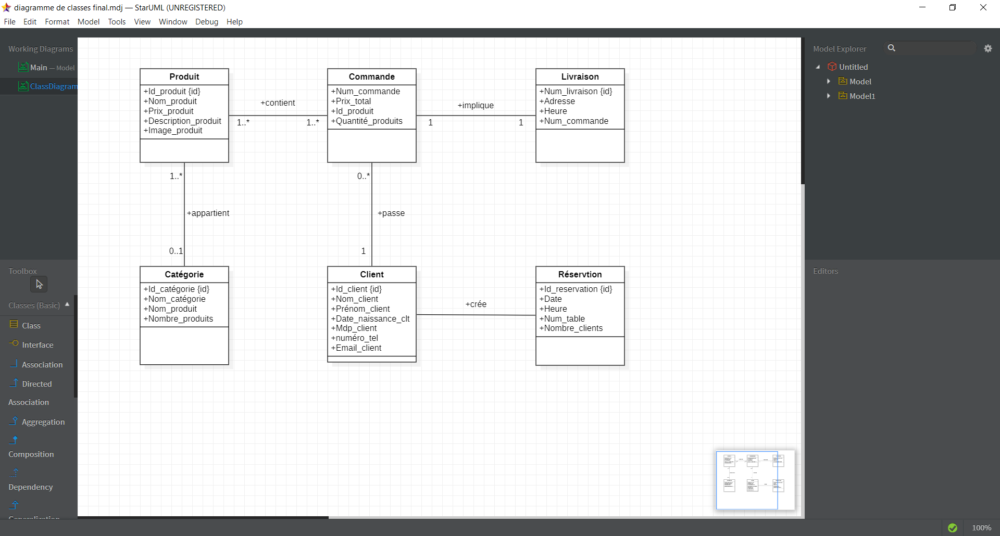 diagramme de classes final.mdj — StarUML (UNREGISTERED)
File Edit Format Model Tools View Window Debug Help
Working Diagrams
Main — Model
ClassDiagram
Toolbox
Classes (Basic)
Class
Interface
Association
Directed
Association
Aggregation
Composition
Dependency
Generalization
Produit
+Id_produit {id}
+Nom_produit
+Prix_produit
+Description_produit
+Image_produit
+contient
1..*
1..*
Commande
+Num_commande
+Prix_total
+Id_produit
+Quantité_produits
+implique
1
1
Livraison
+Num_livraison {id}
+Adresse
+Heure
+Num_commande
1..*
+appartient
0..1
0..*
+passe
1
Catégorie
+Id_catégorie {id}
+Nom_catégorie
+Nom_produit
+Nombre_produits
Client
+Id_client {id}
+Nom_client
+Prénom_client
+Date_naissance_clt
+Mdp_client
+numéro_tel
+Email_client
+crée
Réservtion
+Id_reservation {id}
+Date
+Heure
+Num_table
+Nombre_clients
Model Explorer
Untitled
Model
Model1
Editors
100%